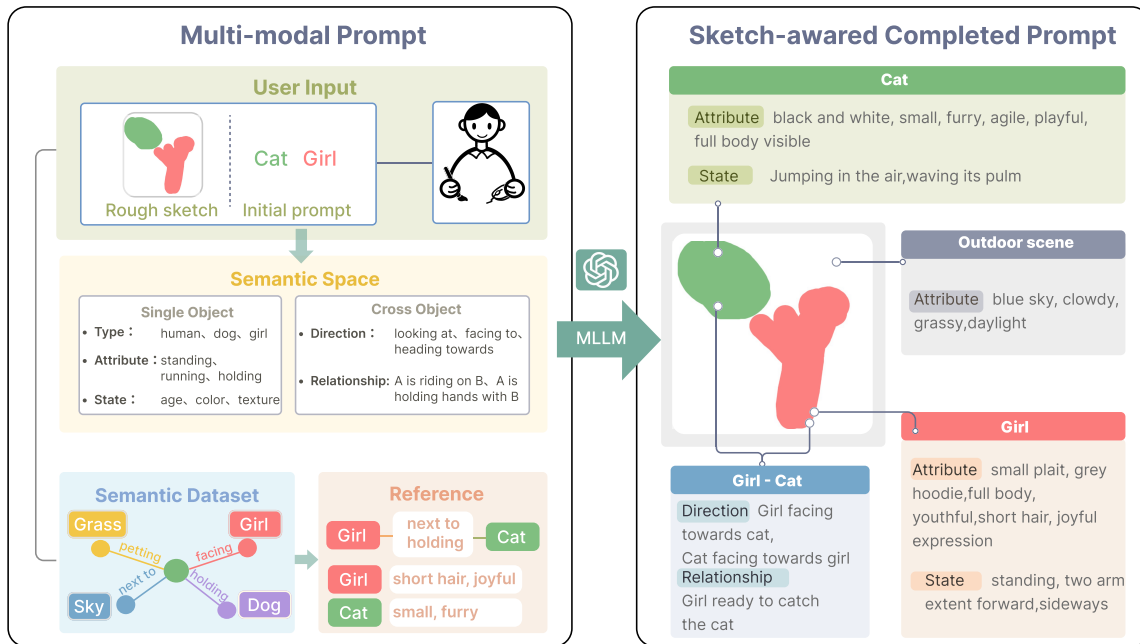 Multi-modal Prompt
User Input
Cat Girl
Rough sketch
Initial prompt
Semantic Space
Single Object
• Type： human、dog、girl
• Attribute：standing、
running、holding
• State： age、color、texture
Cross Object
• Direction： looking at、facing to、
heading towards
• Relationship: A is riding on B、A is
holding hands with B
Semantic Dataset
Grass
Girl
petting
facing
next to
holding
Sky
Dog
Reference
Girl
next to
holding
Cat
Girl
short hair, joyful
Cat
small, furry
MLLM
Sketch-awared Completed Prompt
Cat
Attribute black and white, small, furry, agile, playful,
full body visible
State Jumping in the air,waving its pulm
Outdoor scene
Attribute blue sky, clowdy,
grassy,daylight
Girl - Cat
Direction Girl facing
towards cat,
Cat facing towards girl
Relationship
Girl ready to catch
the cat
Girl
Attribute small plait, grey
hoodie,full body,
youthful,short hair, joyful
expression
State standing, two arm
extent forward,sideways